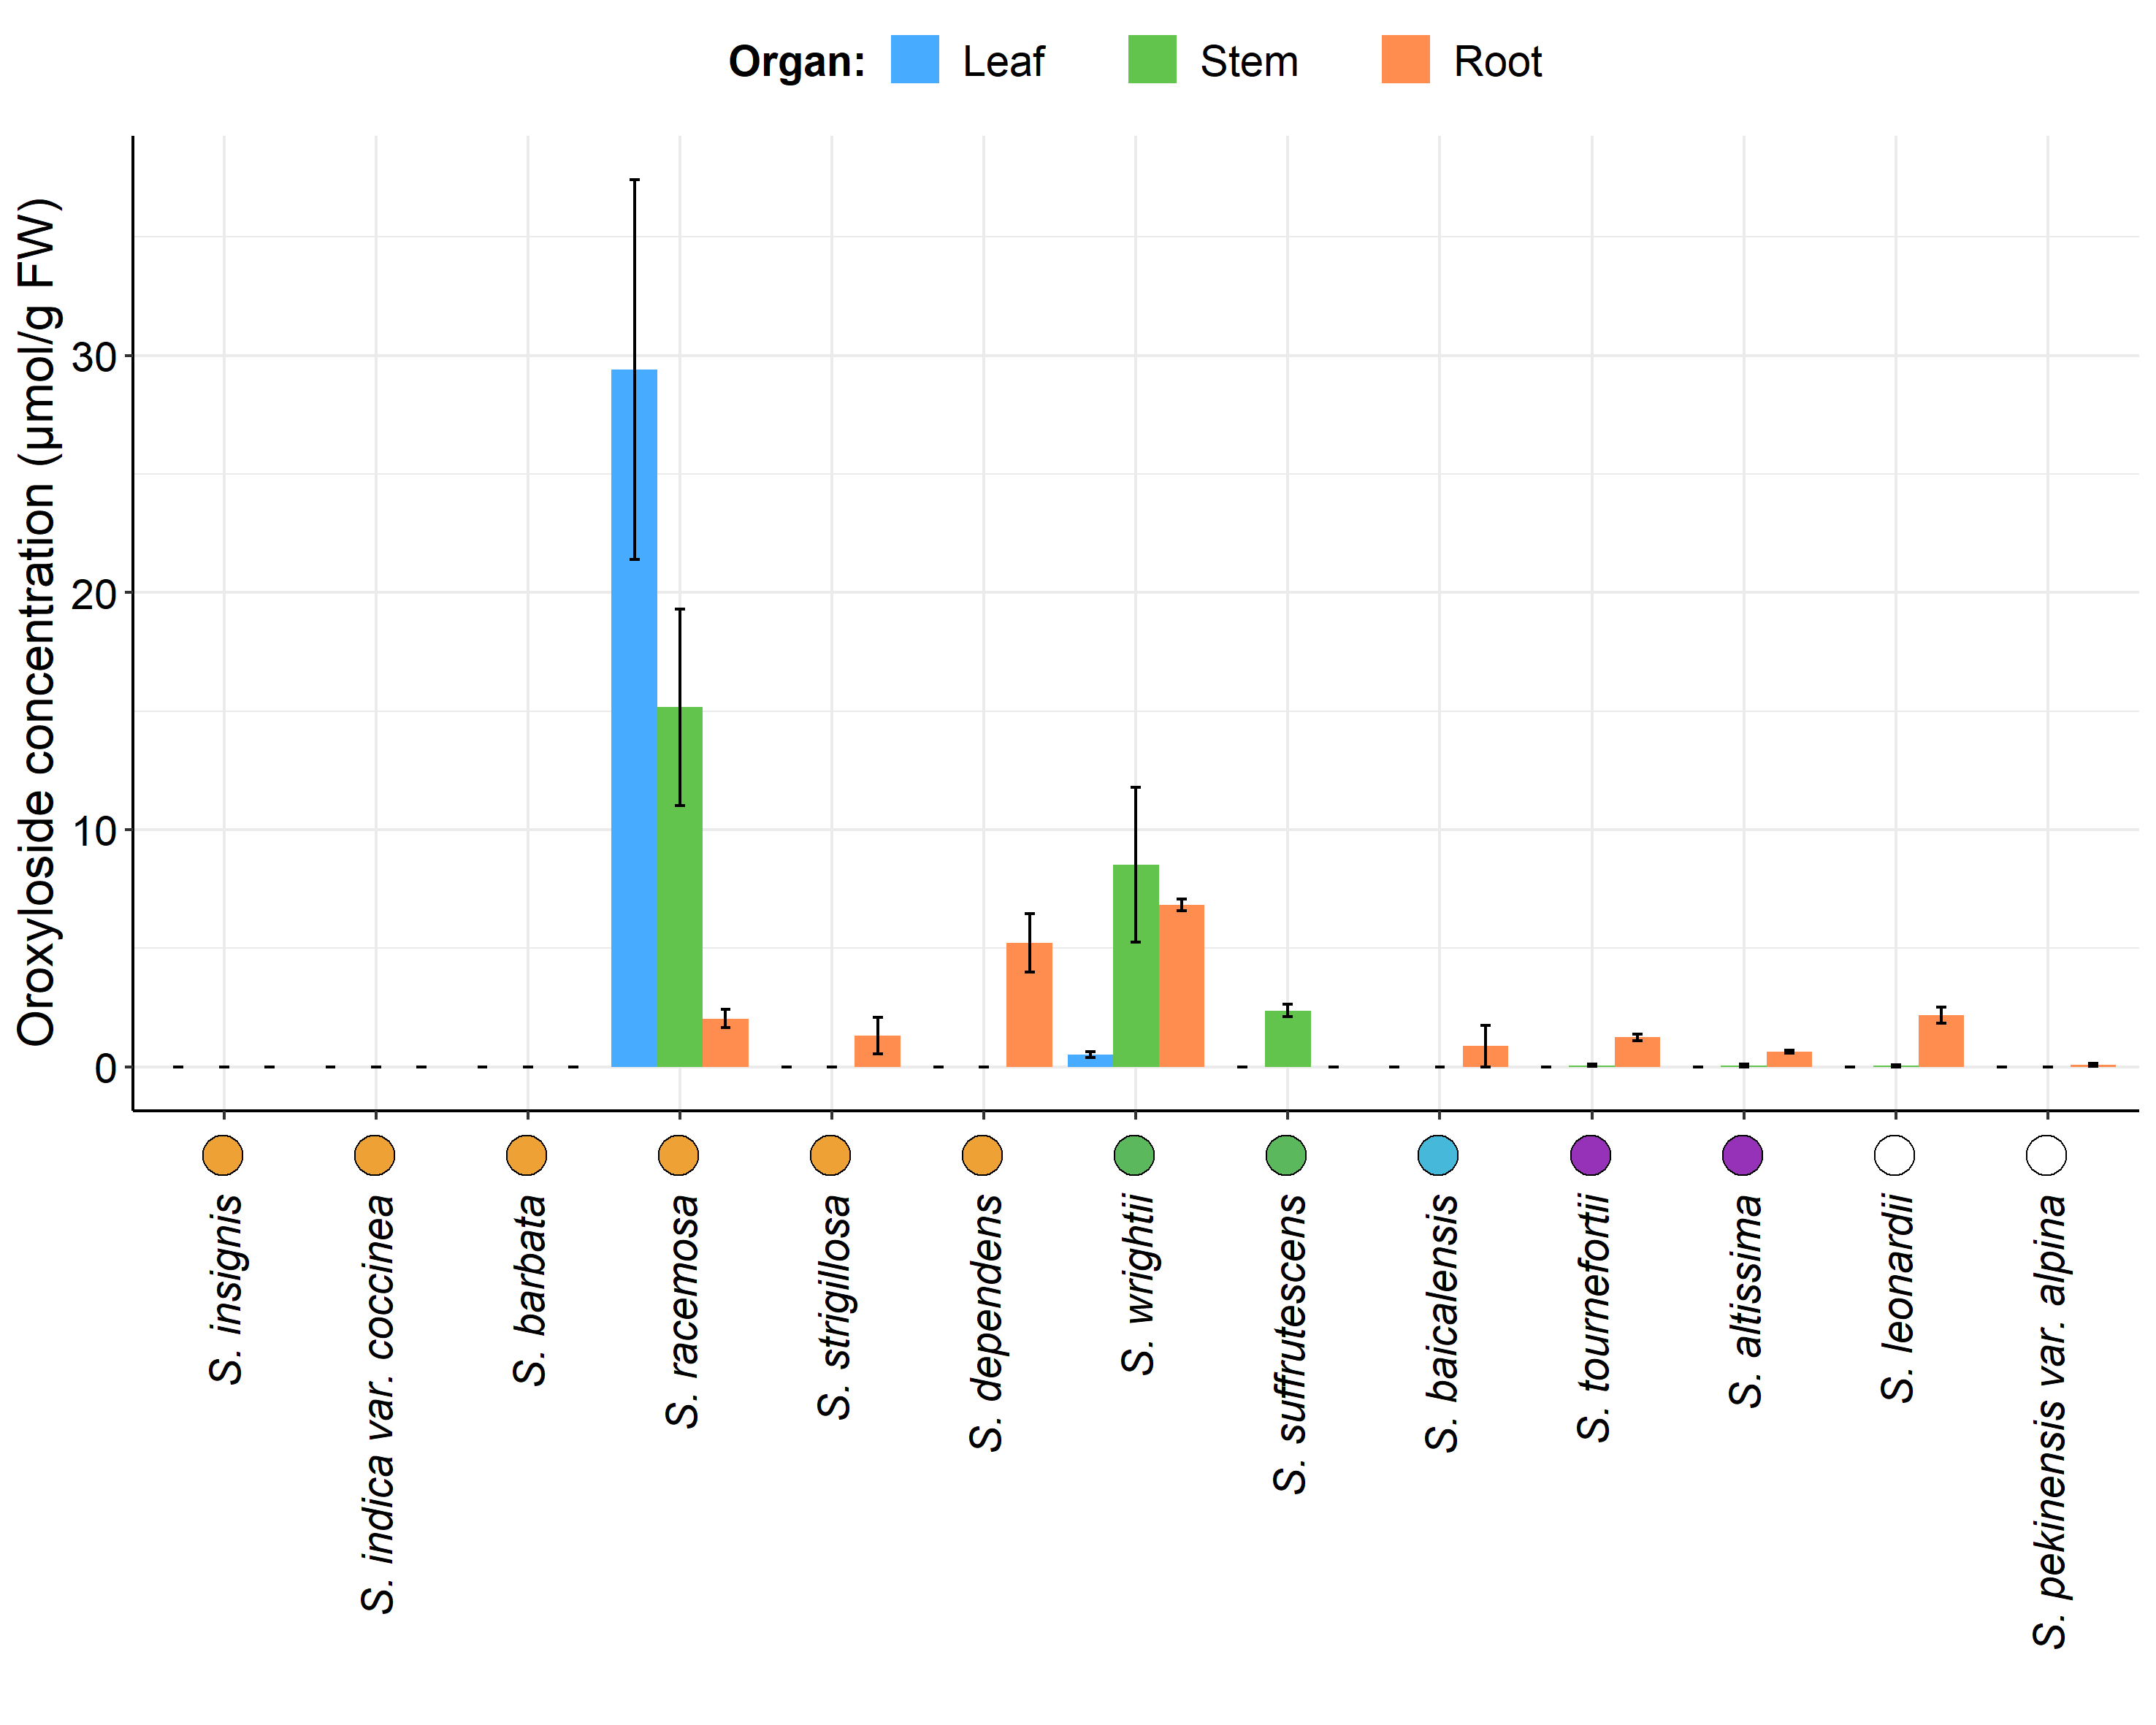 Organ: Leaf Stem Root
Oroxyloside concentration (µmol/g FW)
30
20
10
0
S. insignis
S. indica var. coccinea
S. barbata
S. racemosa
S. strigillosa
S. dependens
S. wrightii
S. suffrutescens
S. baicalensis
S. tournefortii
S. altissima
S. leonardii
S. pekinensis var. alpina